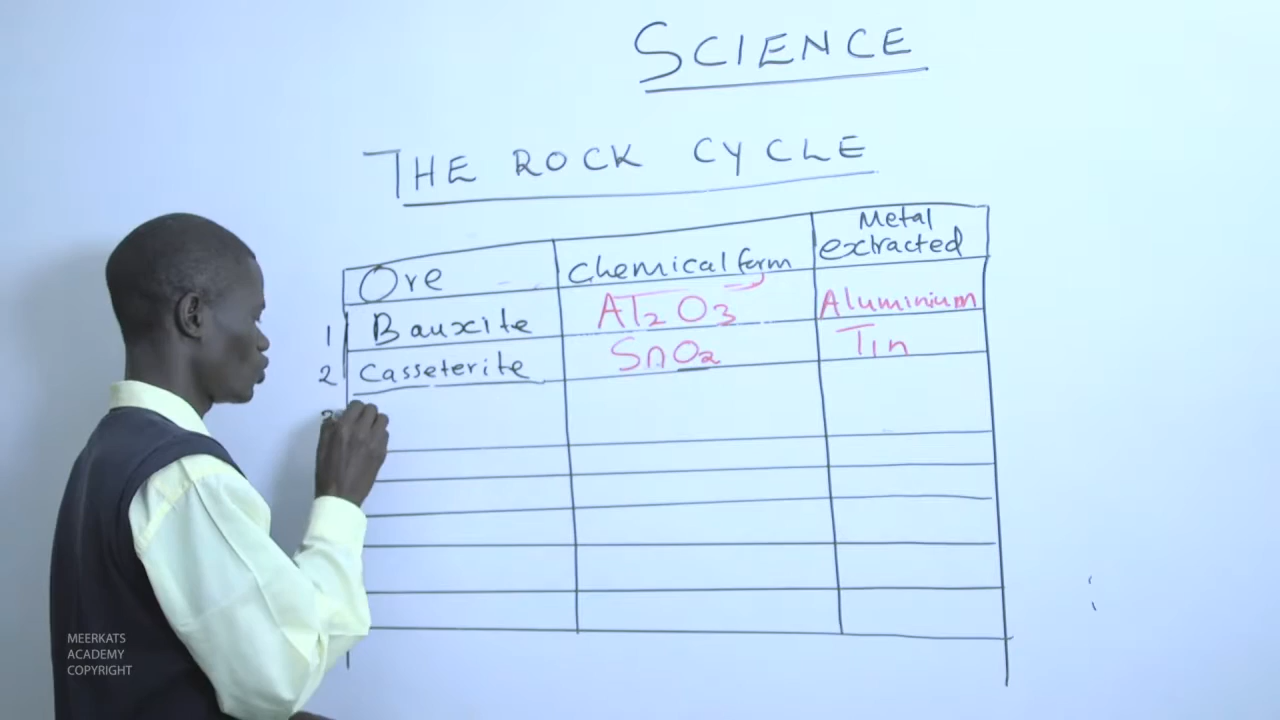 SCIENCE
THE ROCK CYCLE
Ore Chemical form Metal extracted
1 Bauxite Al₂O₃ Aluminium
2 Casseterite SnO₂ Tin
MEERKATS
ACADEMY
COPYRIGHT